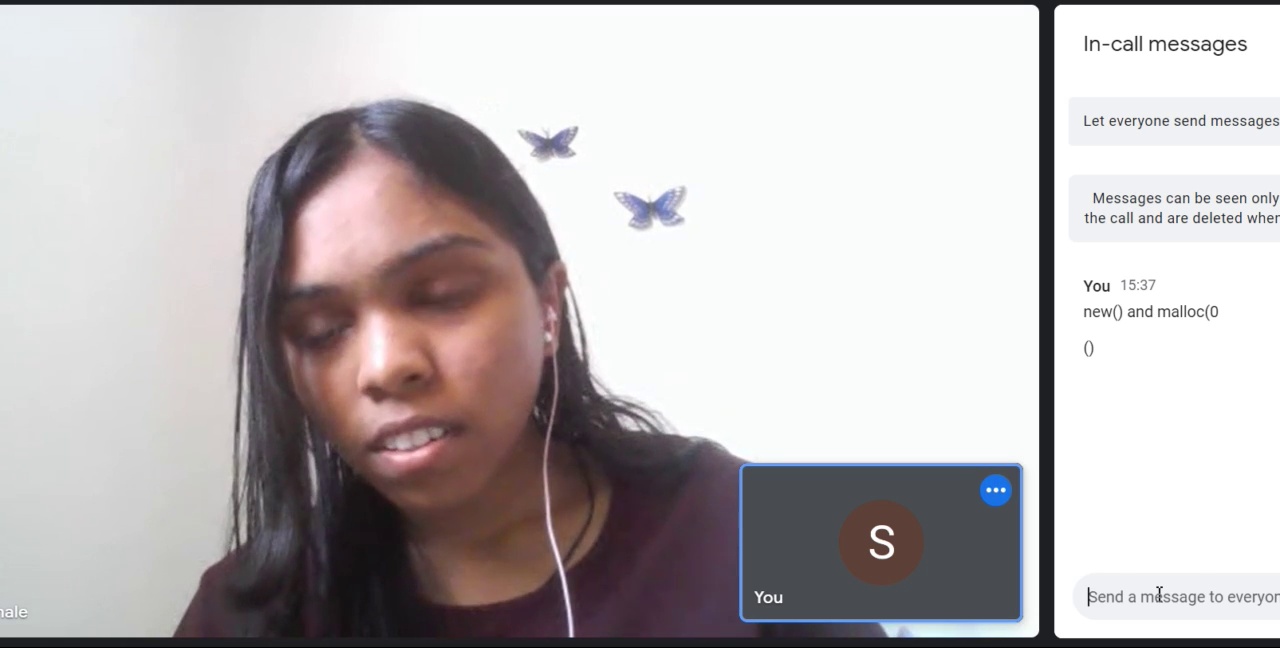 In-call messages
Let everyone send messages
Messages can be seen only
the call and are deleted when
You 15:37
new() and malloc(0
()
S
You
nale
Send a message to everyon